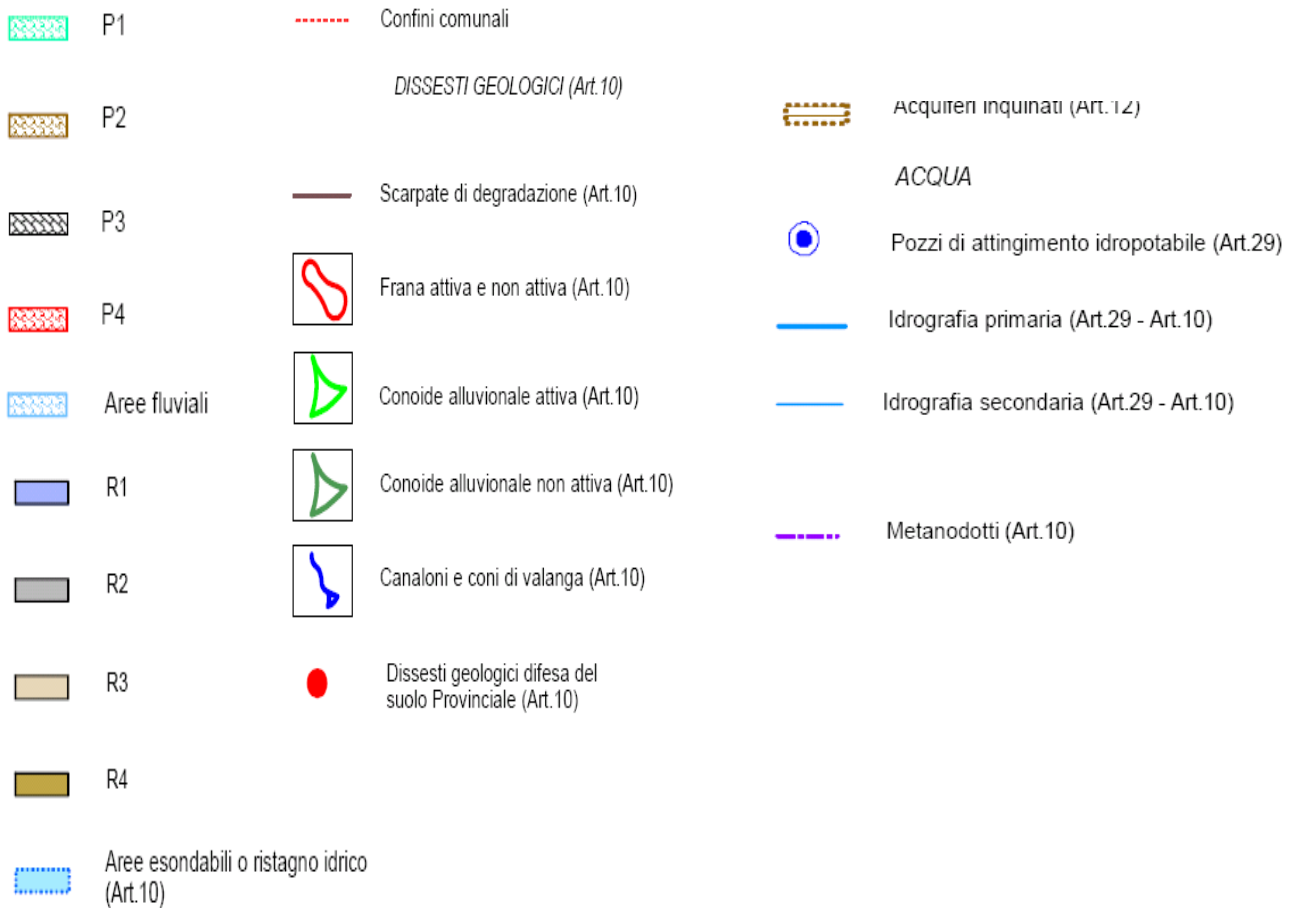 P1
P2
P3
P4
Aree fluviali
R1
R2
R3
R4
Aree esondabili o ristagno idrico
(Art.10)
Confini comunali
DISSESTI GEOLOGICI (Art.10)
Scarpate di degradazione (Art.10)
Frana attiva e non attiva (Art.10)
Conoide alluvionale attiva (Art.10)
Conoide alluvionale non attiva (Art.10)
Canaloni e coni di valanga (Art.10)
Dissesti geologici difesa del
suolo Provinciale (Art.10)
Acquiferi inquinati (Art.12)
ACQUA
Pozzi di attingimento idropotabile (Art.29)
Idrografia primaria (Art.29 - Art.10)
Idrografia secondaria (Art.29 - Art.10)
Metanodotti (Art.10)